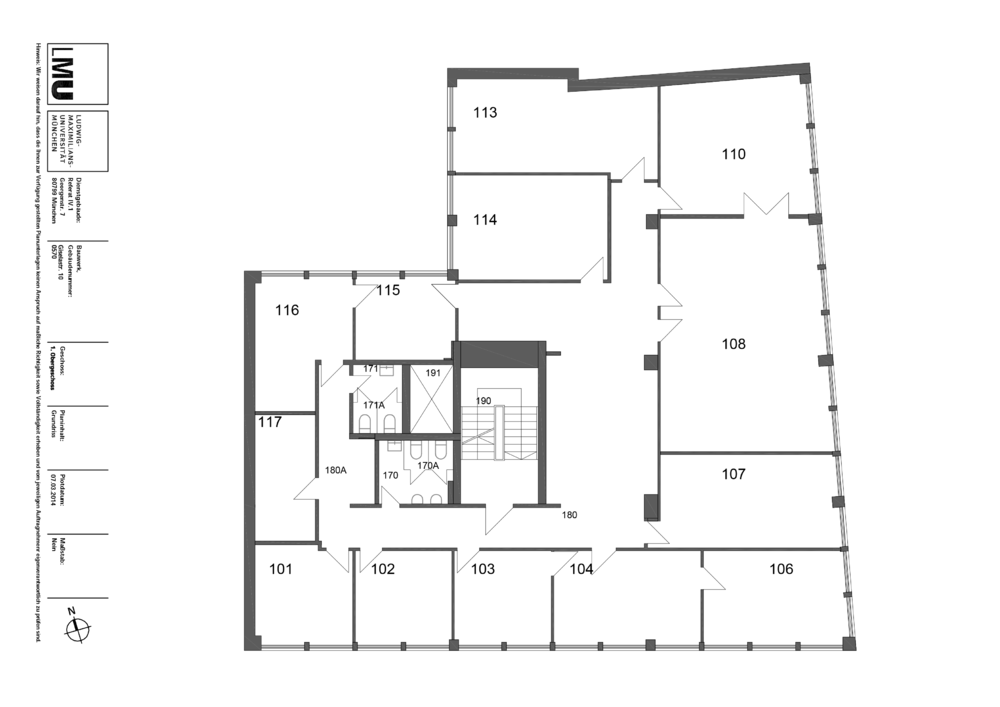 LMU
LUDWIG-
MAXIMILIANS-
UNIVERSITÄT
MÜNCHEN
Dienstgebäude:
Referat IV.1
Georgenstr. 7
80799 München
Bauwerk,
Gebäudenummer:
Giselastr. 10
0570
Geschoss:
1. Obergeschoss
Planinhalt:
Grundriss
Plotdatum:
07.03.2014
Maßstab:
Nein
N
Hinweis: Wir weisen darauf hin, dass die Ihnen zur Verfügung gestellten Planunterlagen keinen Anspruch auf maßliche Richtigkeit sowie Vollständigkeit erheben und vom jeweiligen Auftragnehmer eigenverantwortlich zu prüfen sind.
113
110
114
115
116
108
171
191
171A
190
117
180A
170
170A
107
180
101
102
103
104
106